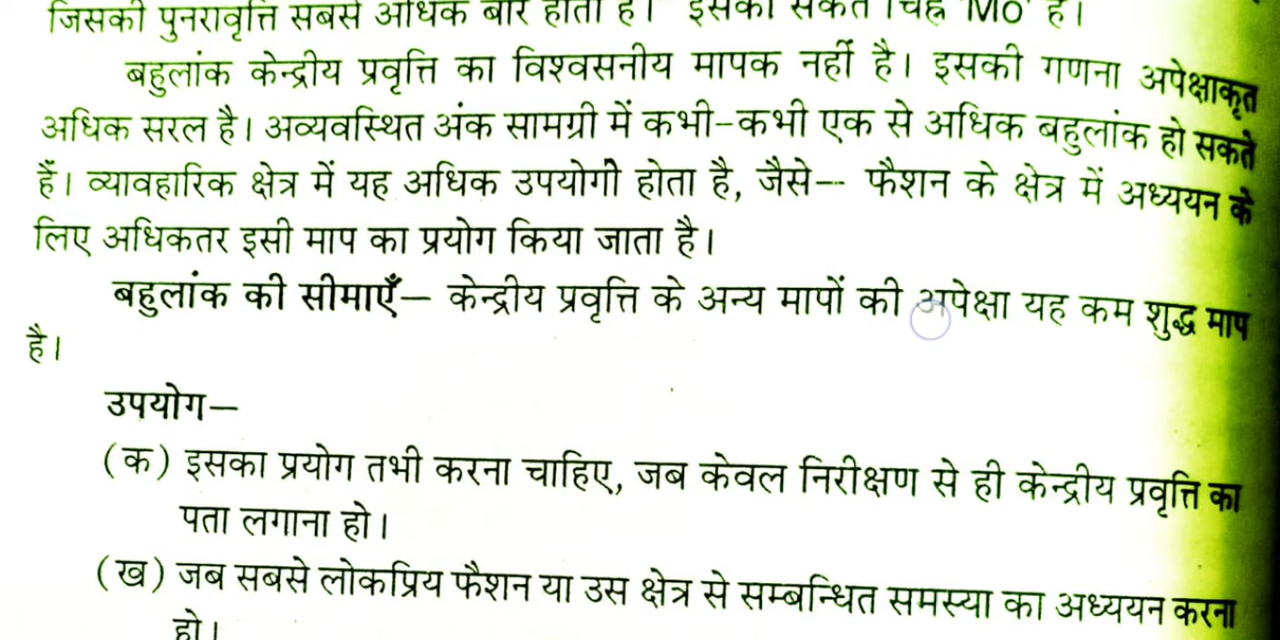 जिसकी पुनरावृत्ति सबसे अधिक बार होती है। इसका संकेत चिह्न 'Mo' है।
बहुलांक केन्द्रीय प्रवृत्ति का विश्वसनीय मापक नहीं है। इसकी गणना अपेक्षाकृत
अधिक सरल है। अव्यवस्थित अंक सामग्री में कभी-कभी एक से अधिक बहुलांक हो सकते
हैं। व्यावहारिक क्षेत्र में यह अधिक उपयोगी होता है, जैसे— फैशन के क्षेत्र में अध्ययन के
लिए अधिकतर इसी माप का प्रयोग किया जाता है।
बहुलांक की सीमाएँ— केन्द्रीय प्रवृत्ति के अन्य मापों की अपेक्षा यह कम शुद्ध माप
है।
उपयोग—
(क) इसका प्रयोग तभी करना चाहिए, जब केवल निरीक्षण से ही केन्द्रीय प्रवृत्ति का
पता लगाना हो।
(ख) जब सबसे लोकप्रिय फैशन या उस क्षेत्र से सम्बन्धित समस्या का अध्ययन करना
हो।